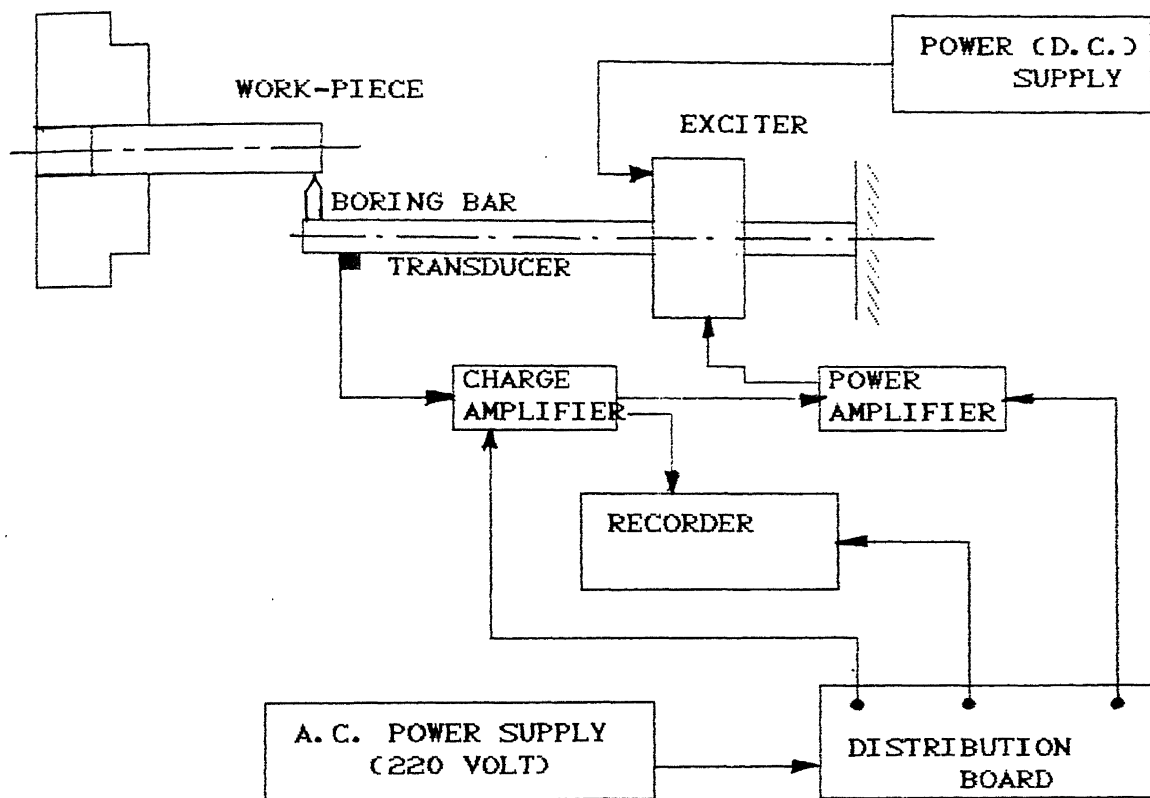 POWER (D.C.)
SUPPLY
WORK-PIECE
EXCITER
BORING BAR
TRANSDUCER
CHARGE
AMPLIFIER
POWER
AMPLIFIER
RECORDER
A.C. POWER SUPPLY
(220 VOLT)
DISTRIBUTION
BOARD